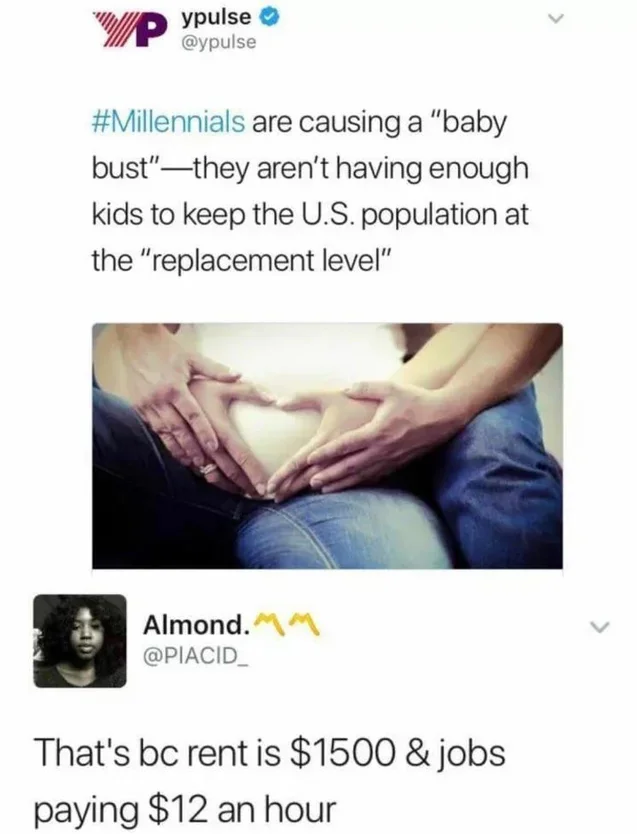 YP ypulse
@ypulse
#Millennials are causing a "baby
bust"—they aren't having enough
kids to keep the U.S. population at
the "replacement level"
Almond.
@PIACID_
That's bc rent is $1500 & jobs
paying $12 an hour